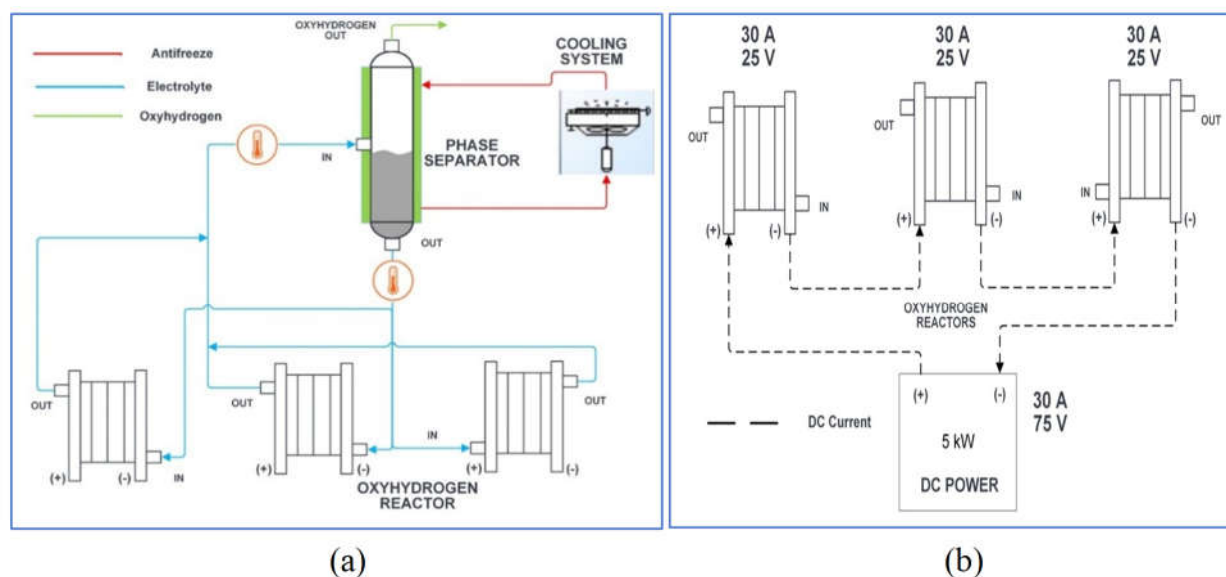 OXYHYDROGEN
OUT
Antifreeze
Electrolyte
Oxyhydrogen
COOLING
SYSTEM
IN
PHASE
SEPARATOR
OUT
OUT
(+)
(-)
IN
OUT
(+)
(-)
IN
OUT
(+)
(-)
OXYHYDROGEN
REACTOR
(a)
30 A
25 V
30 A
25 V
30 A
25 V
OUT
IN
(+)
(-)
OUT
IN
(+)
(-)
OUT
IN
(+)
(-)
OXYHYDROGEN
REACTORS
(+)
(-)
30 A
75 V
DC Current
5 kW
DC POWER
(b)